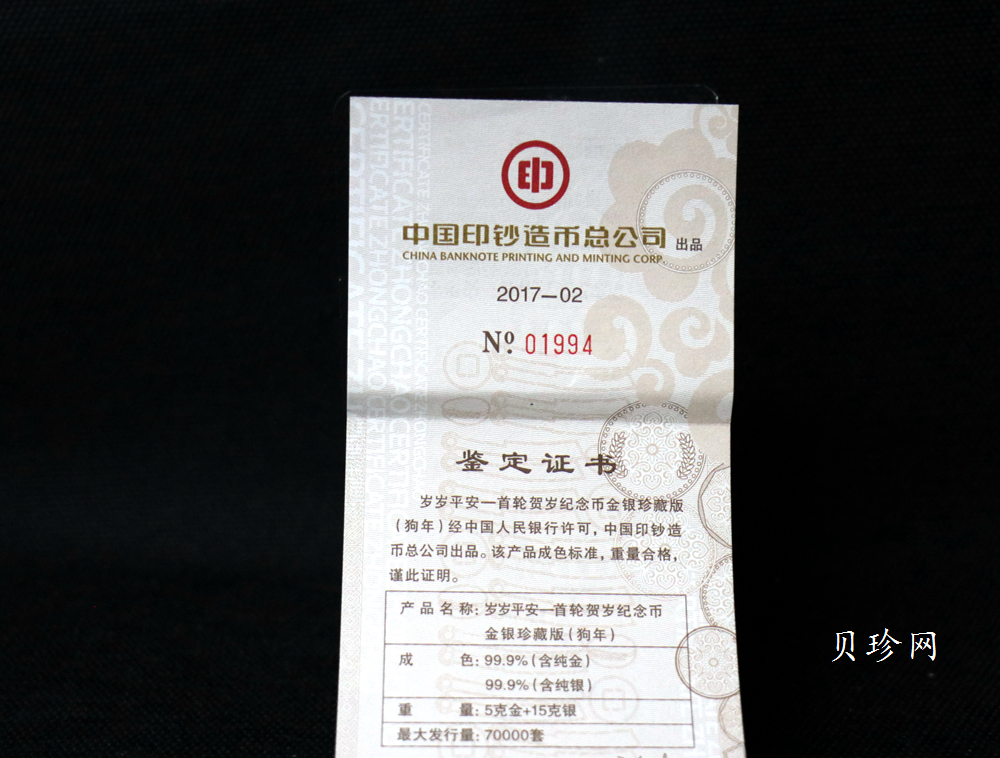 印
中国印钞造币总公司 出品
CHINA BANKNOTE PRINTING AND MINTING CORP.
2017—02
Nº 01994
鉴定证书
岁岁平安—首轮贺岁纪念币金银珍藏版
(狗年)经中国人民银行许可,中国印钞造
币总公司出品。该产品成色标准,重量合格,
谨此证明。
产品名称:岁岁平安—首轮贺岁纪念币
金银珍藏版(狗年)
成 色:99.9%(含纯金)
99.9%(含纯银)
重 量:5克金+15克银
最大发行量:70000套
贝珍网